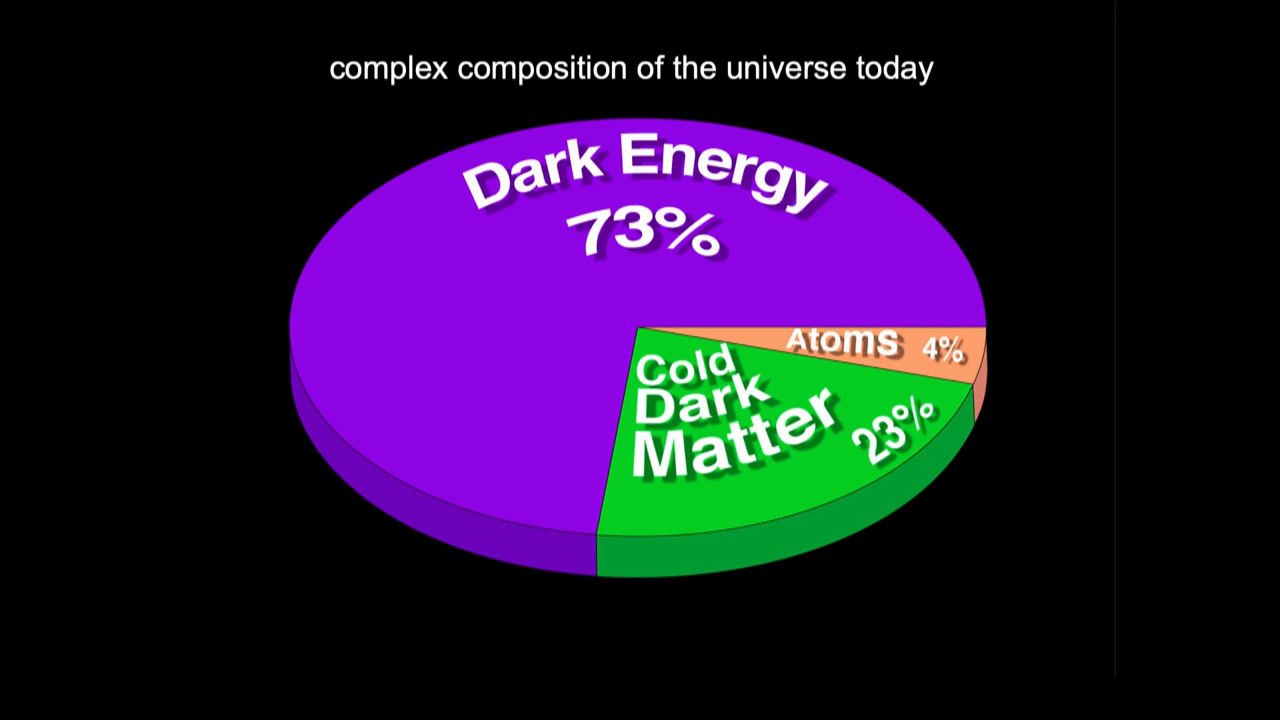 complex composition of the universe today
Dark Energy
73%
Atoms 4%
Cold
Dark
Matter
23%